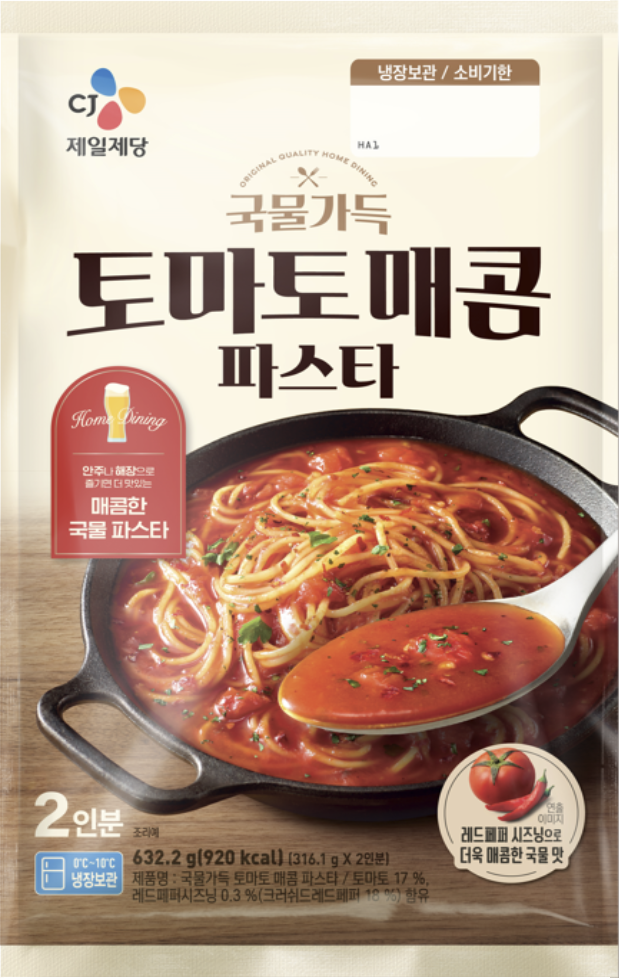 CJ
제일제당
냉장보관 / 소비기한
HA1
ORIGINAL QUALITY HOME DINING
국물가득
토마토매콤
파스타
Home Dining
안주나 해장으로
즐기면 더 맛있는
매콤한
국물 파스타
연출
이미지
레드페퍼 시즈닝으로
더욱 매콤한 국물 맛
2인분
조리예
0℃~10℃
냉장보관
632.2 g(920 kcal) (316.1 g X 2인분)
제품명 : 국물가득 토마토 매콤 파스타 / 토마토 17 %,
레드페퍼시즈닝 0.3 %(크러쉬드레드페퍼 18 %) 함유